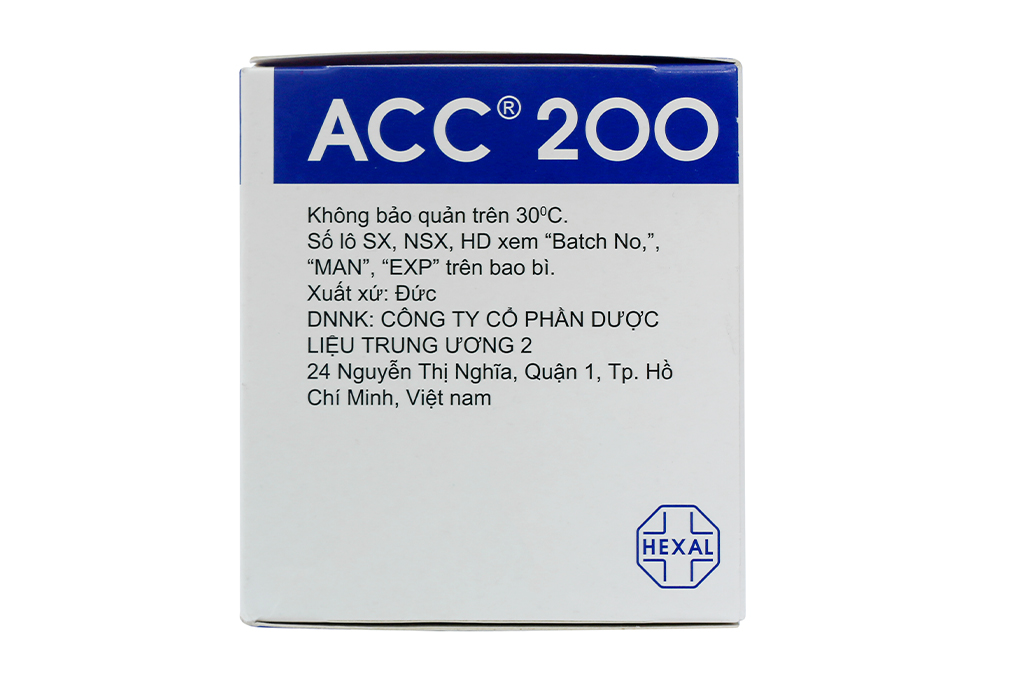 ACC® 200
Không bảo quản trên 30⁰C.
Số lô SX, NSX, HD xem “Batch No,”,
“MAN”, “EXP” trên bao bì.
Xuất xứ: Đức
DNNK: CÔNG TY CỔ PHẦN DƯỢC
LIỆU TRUNG ƯƠNG 2
24 Nguyễn Thị Nghĩa, Quận 1, Tp. Hồ
Chí Minh, Việt nam
HEXAL